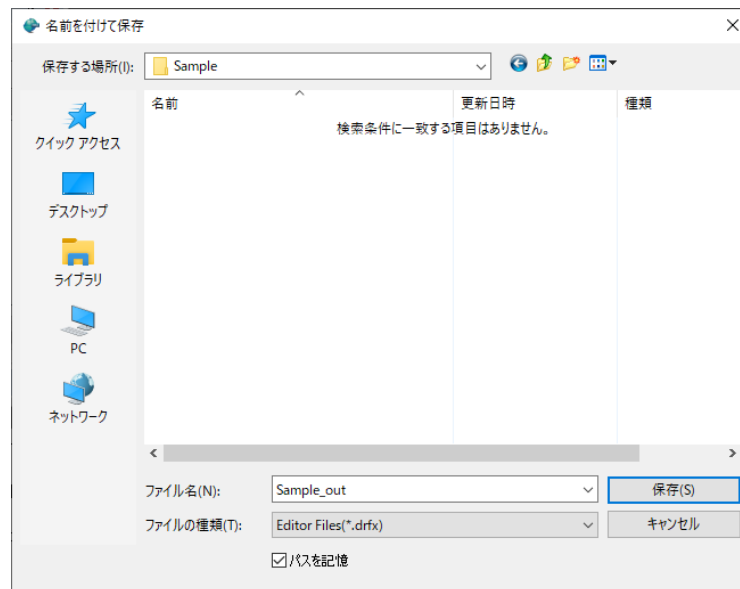 名前を付けて保存
保存する場所(I): Sample
名前 更新日時 種類
検索条件に一致する項目はありません。
クイック アクセス
デスクトップ
ライブラリ
PC
ネットワーク
ファイル名(N): Sample_out 保存(S)
ファイルの種類(T): Editor Files(*.drfx) キャンセル
パスを記憶